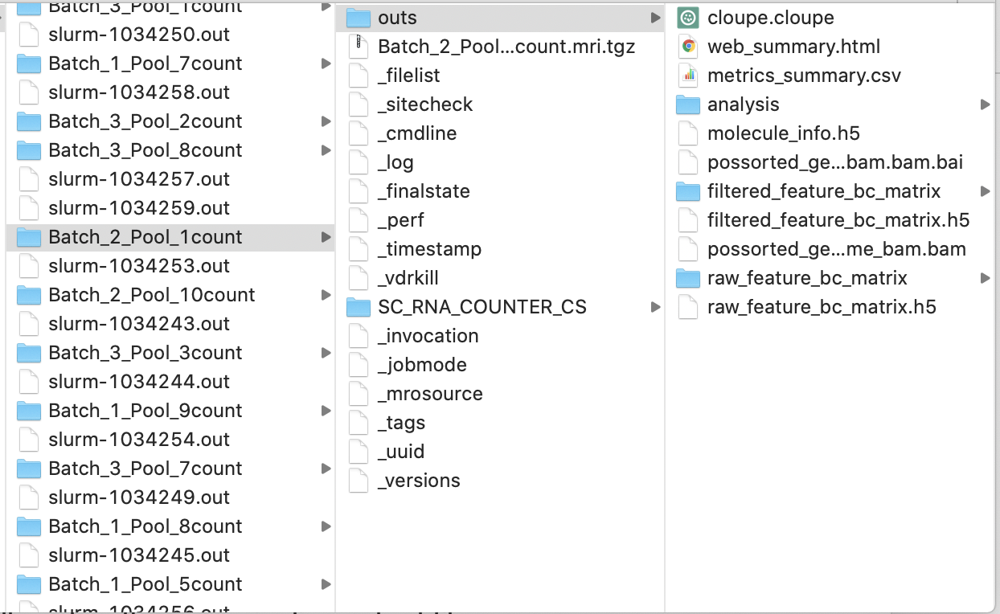 Batch_3_Pool_1count
slurm-1034250.out
Batch_1_Pool_7count
slurm-1034258.out
Batch_3_Pool_2count
Batch_3_Pool_8count
slurm-1034257.out
slurm-1034259.out
Batch_2_Pool_1count
slurm-1034253.out
Batch_2_Pool_10count
slurm-1034243.out
Batch_3_Pool_3count
slurm-1034244.out
Batch_1_Pool_9count
slurm-1034254.out
Batch_3_Pool_7count
slurm-1034249.out
Batch_1_Pool_8count
slurm-1034245.out
Batch_1_Pool_5count
slurm-1034256.out
outs
Batch_2_Pool...count.mri.tgz
_filelist
_sitecheck
_cmdline
_log
_finalstate
_perf
_timestamp
_vdrkill
SC_RNA_COUNTER_CS
_invocation
_jobmode
_mrosource
_tags
_uuid
_versions
cloupe.cloupe
web_summary.html
metrics_summary.csv
analysis
molecule_info.h5
possorted_ge...bam.bam.bai
filtered_feature_bc_matrix
filtered_feature_bc_matrix.h5
possorted_ge...me_bam.bam
raw_feature_bc_matrix
raw_feature_bc_matrix.h5